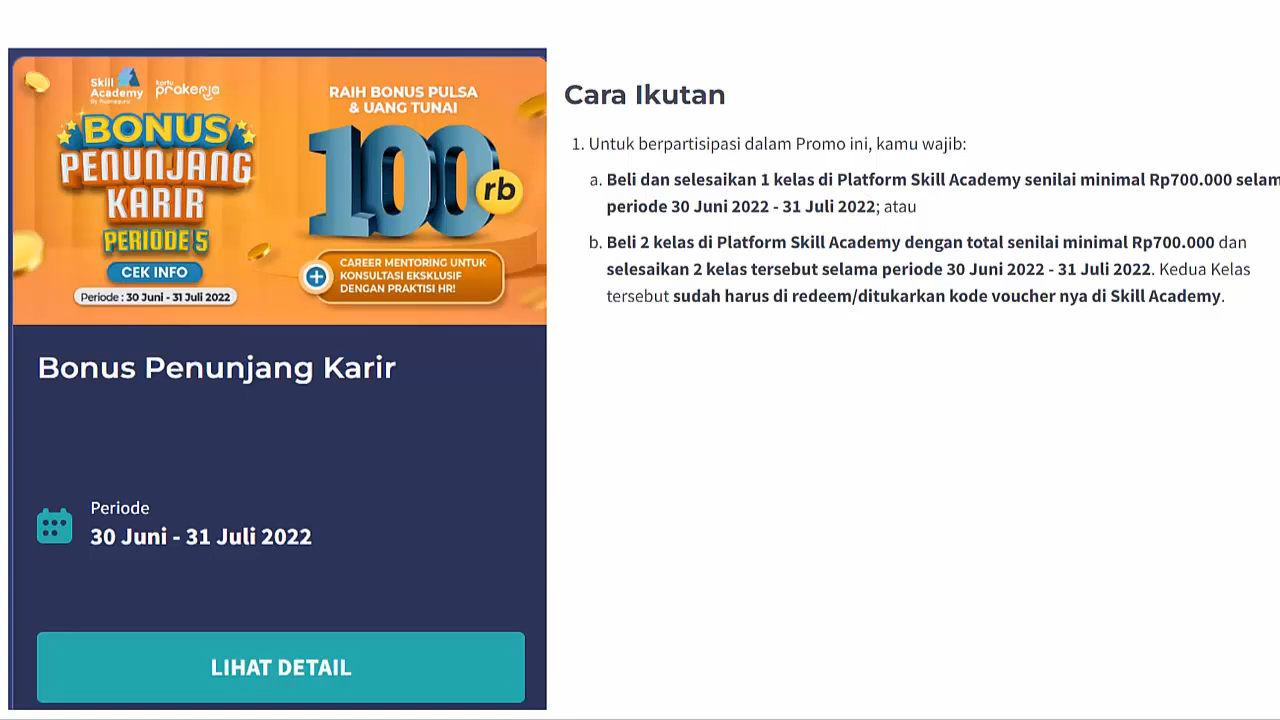 Skill
Academy
By Ruangguru
kartu
prakerja
BONUS
PENUNJANG
KARIR
PERIODE 5
CEK INFO
Periode : 30 Juni - 31 Juli 2022
RAIH BONUS PULSA
& UANG TUNAI
100
rb
CAREER MENTORING UNTUK
KONSULTASI EKSKLUSIF
DENGAN PRAKTISI HR!
Bonus Penunjang Karir
Periode
30 Juni - 31 Juli 2022
LIHAT DETAIL
Cara Ikutan
1. Untuk berpartisipasi dalam Promo ini, kamu wajib:
a. Beli dan selesaikan 1 kelas di Platform Skill Academy senilai minimal Rp700.000 selam
periode 30 Juni 2022 - 31 Juli 2022; atau
b. Beli 2 kelas di Platform Skill Academy dengan total senilai minimal Rp700.000 dan
selesaikan 2 kelas tersebut selama periode 30 Juni 2022 - 31 Juli 2022. Kedua Kelas
tersebut sudah harus di redeem/ditukarkan kode voucher nya di Skill Academy.